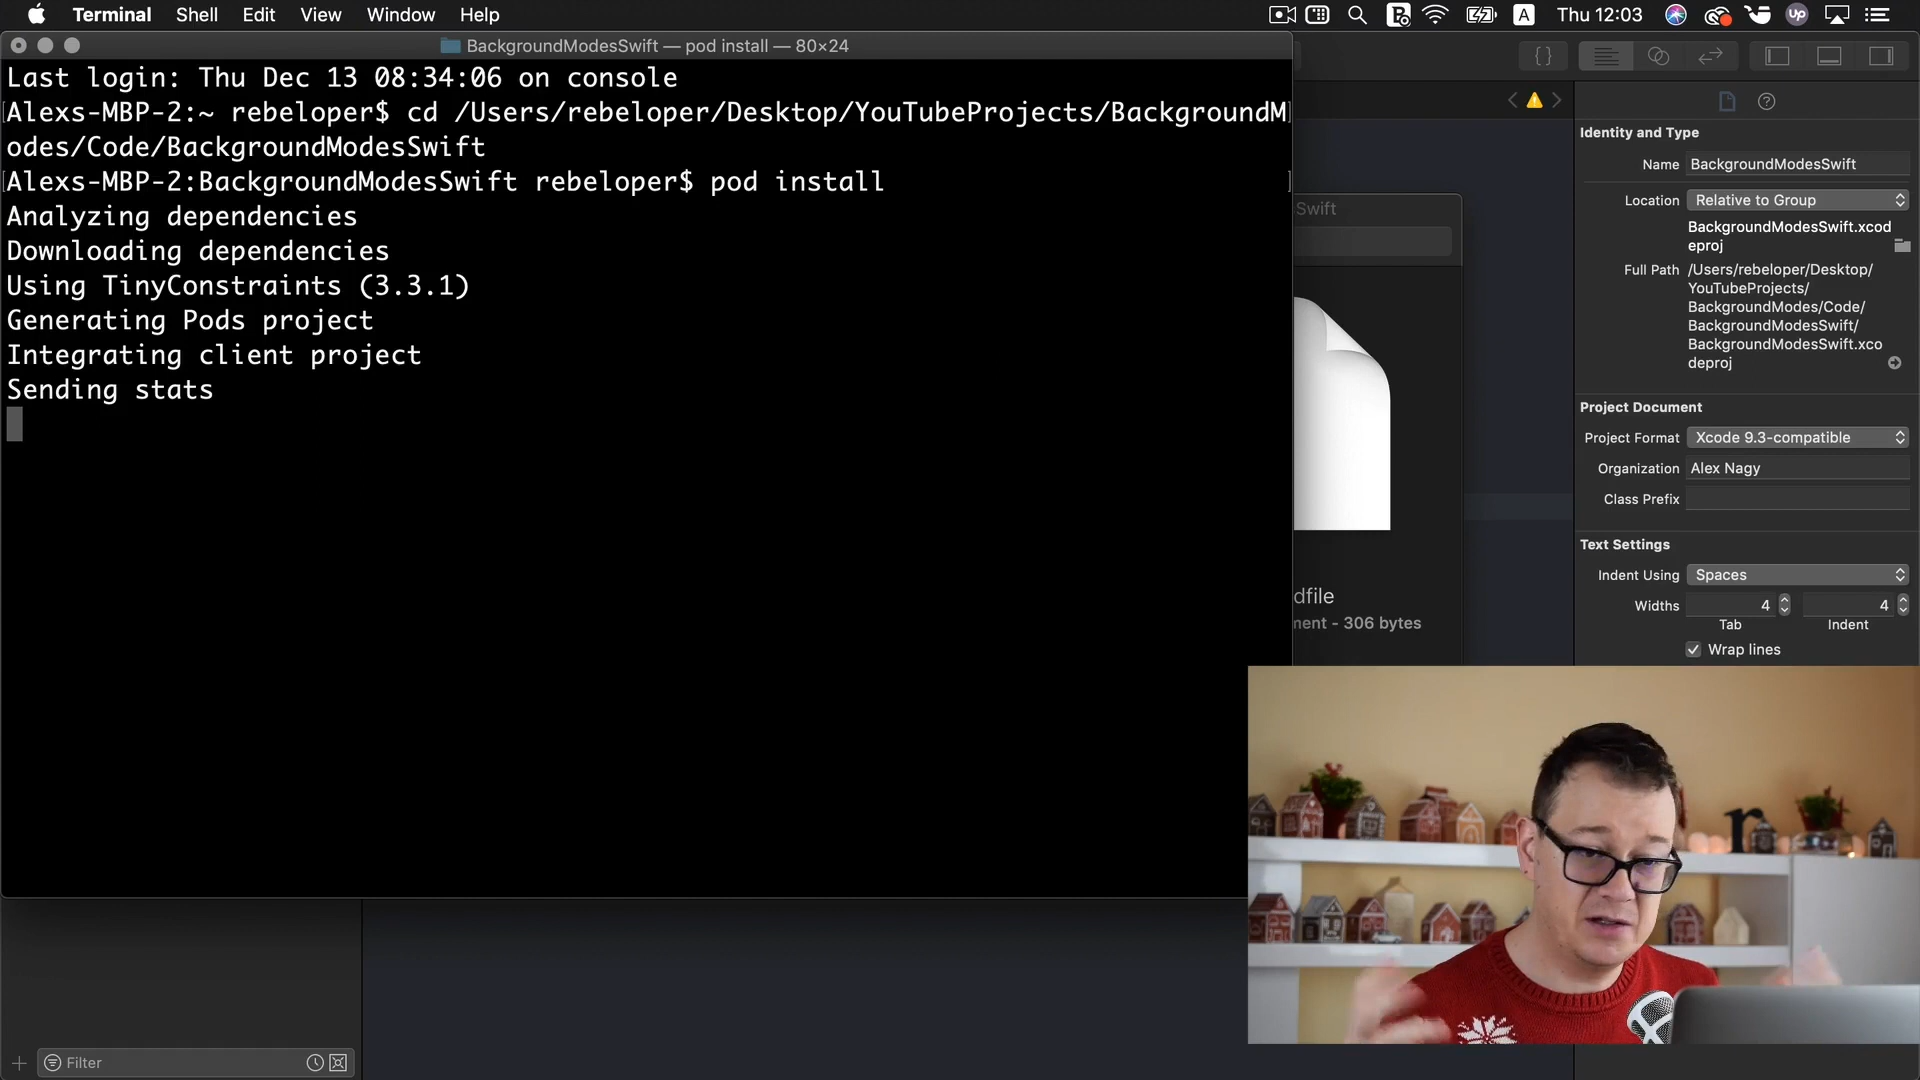 Terminal Shell Edit View Window Help
A Up Thu 12:03
BackgroundModesSwift — pod install — 80×24
Last login: Thu Dec 13 08:34:06 on console
Alexs-MBP-2:~ rebeloper$ cd /Users/rebeloper/Desktop/YouTubeProjects/BackgroundM
odes/Code/BackgroundModesSwift
Alexs-MBP-2:BackgroundModesSwift rebeloper$ pod install
Analyzing dependencies
Downloading dependencies
Using TinyConstraints (3.3.1)
Generating Pods project
Integrating client project
Sending stats
Swift
dfile
ment - 306 bytes
Identity and Type
Name BackgroundModesSwift
Location Relative to Group
BackgroundModesSwift.xcod
eproj
Full Path /Users/rebeloper/Desktop/
YouTubeProjects/
BackgroundModes/Code/
BackgroundModesSwift/
BackgroundModesSwift.xco
deproj
Project Document
Project Format Xcode 9.3-compatible
Organization Alex Nagy
Class Prefix
Text Settings
Indent Using Spaces
Widths 4 4
Tab Indent
Wrap lines
r
Filter